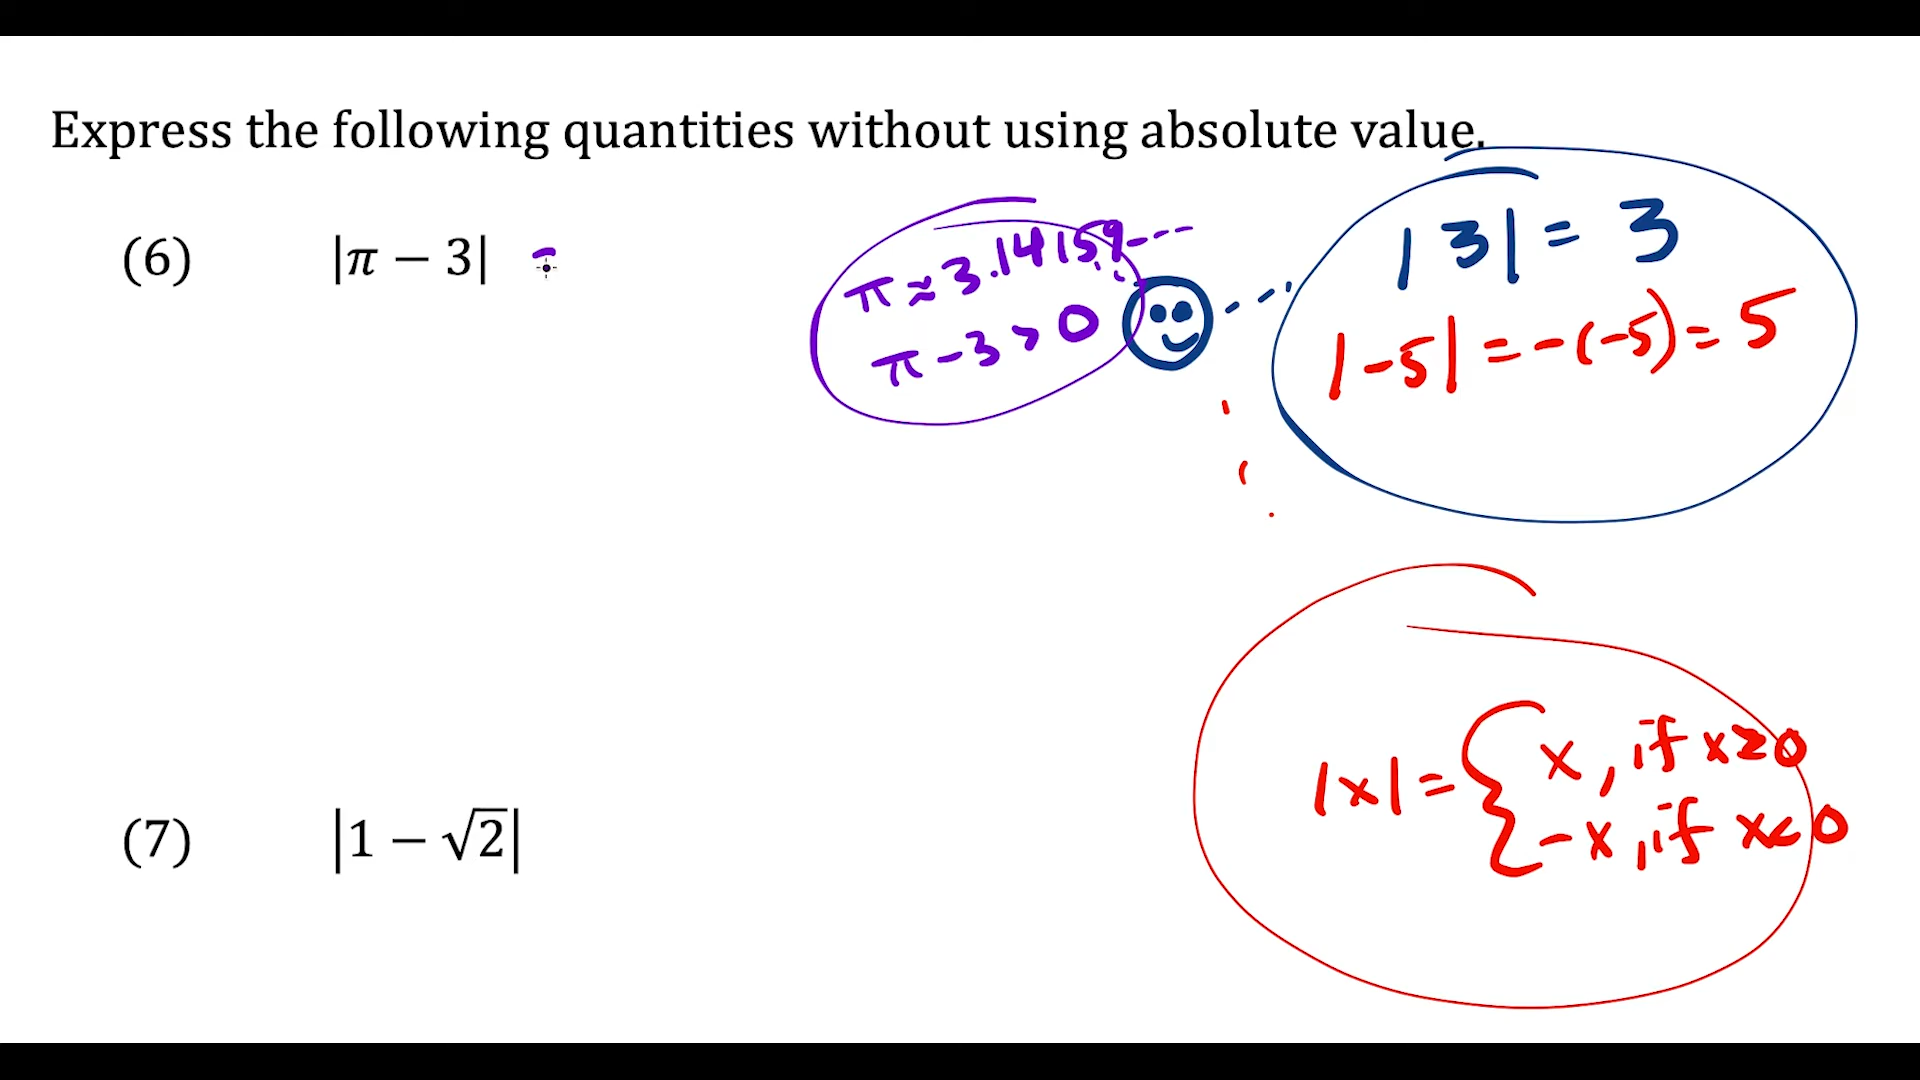 Express the following quantities without using absolute value.
(6) |π − 3| =
π ≈ 3.14159...
π − 3 > 0
|3| = 3
|-5| = -(-5) = 5
|x| = { x, if x ≥ 0
-x, if x < 0
(7) |1 − √2|